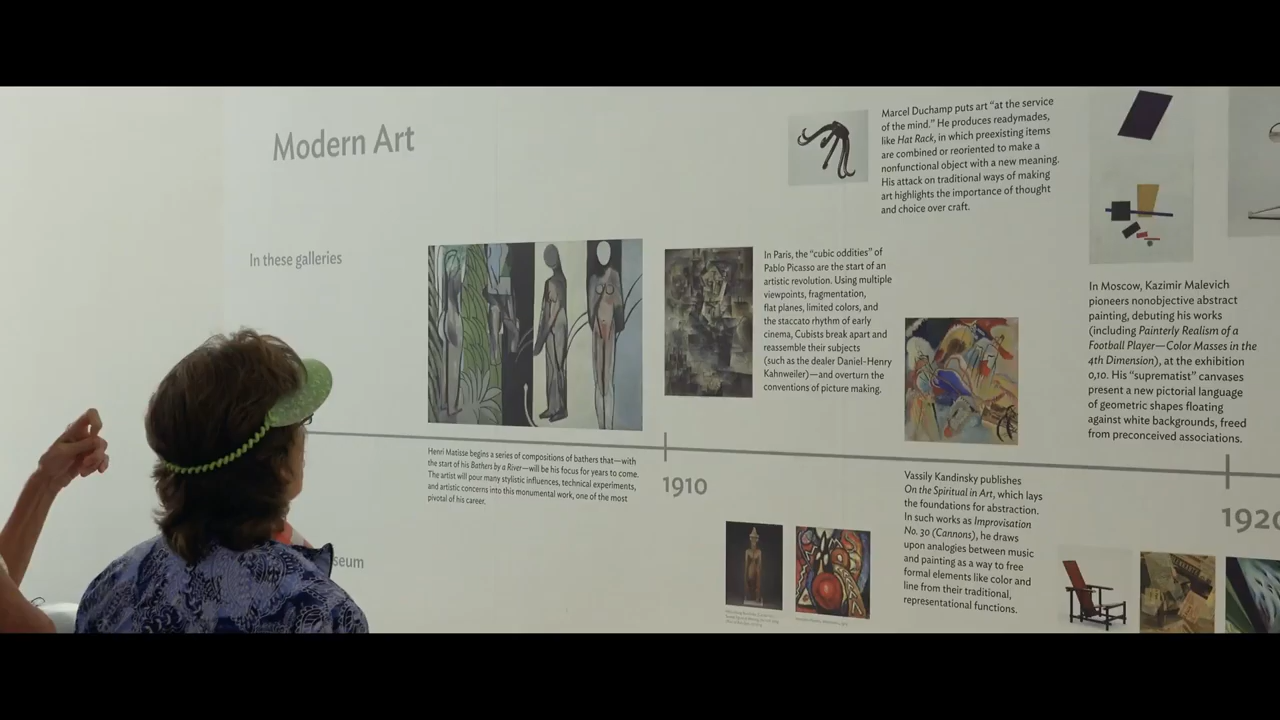 Modern Art
In these galleries
seum
Henri Matisse begins a series of compositions of bathers that—with
the start of his Bathers by a River—will be his focus for years to come.
The artist will pour many stylistic influences, technical experiments,
and artistic concerns into this monumental work, one of the most
pivotal of his career.
1910
In Paris, the “cubic oddities” of
Pablo Picasso are the start of an
artistic revolution. Using multiple
viewpoints, fragmentation,
flat planes, limited colors, and
the staccato rhythm of early
cinema, Cubists break apart and
reassemble their subjects
(such as the dealer Daniel-Henry
Kahnweiler)—and overturn the
conventions of picture making.
Marcel Duchamp puts art “at the service
of the mind.” He produces readymades,
like Hat Rack, in which preexisting items
are combined or reoriented to make a
nonfunctional object with a new meaning.
His attack on traditional ways of making
art highlights the importance of thought
and choice over craft.
Vassily Kandinsky publishes
On the Spiritual in Art, which lays
the foundations for abstraction.
In such works as Improvisation
No. 30 (Cannons), he draws
upon analogies between music
and painting as a way to free
formal elements like color and
line from their traditional,
representational functions.
In Moscow, Kazimir Malevich
pioneers nonobjective abstract
painting, debuting his works
(including Painterly Realism of a
Football Player—Color Masses in the
4th Dimension), at the exhibition
0,10. His “suprematist” canvases
present a new pictorial language
of geometric shapes floating
against white backgrounds, freed
from preconceived associations.
1920